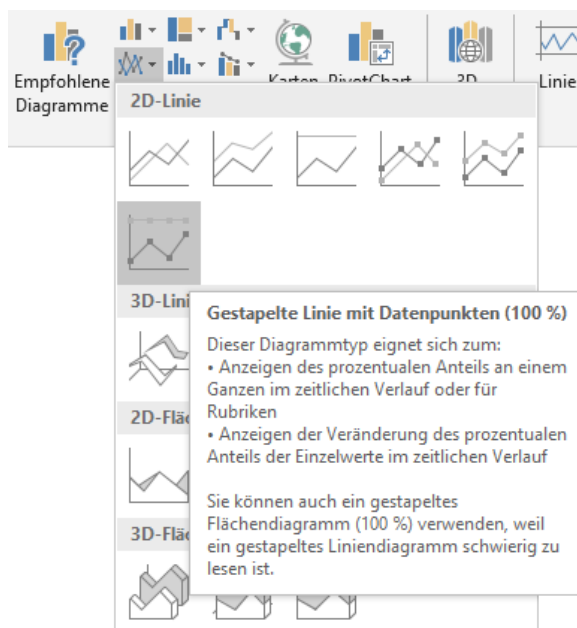 Empfohlene
Diagramme
Karten PivotChart
3D-
Linie
2D-Linie
3D-Lini
Gestapelte Linie mit Datenpunkten (100 %)
Dieser Diagrammtyp eignet sich zum:
• Anzeigen des prozentualen Anteils an einem
Ganzen im zeitlichen Verlauf oder für
Rubriken
• Anzeigen der Veränderung des prozentualen
Anteils der Einzelwerte im zeitlichen Verlauf
Sie können auch ein gestapeltes
Flächendiagramm (100 %) verwenden, weil
ein gestapeltes Liniendiagramm schwierig zu
lesen ist.
2D-Fläc
3D-Fläc